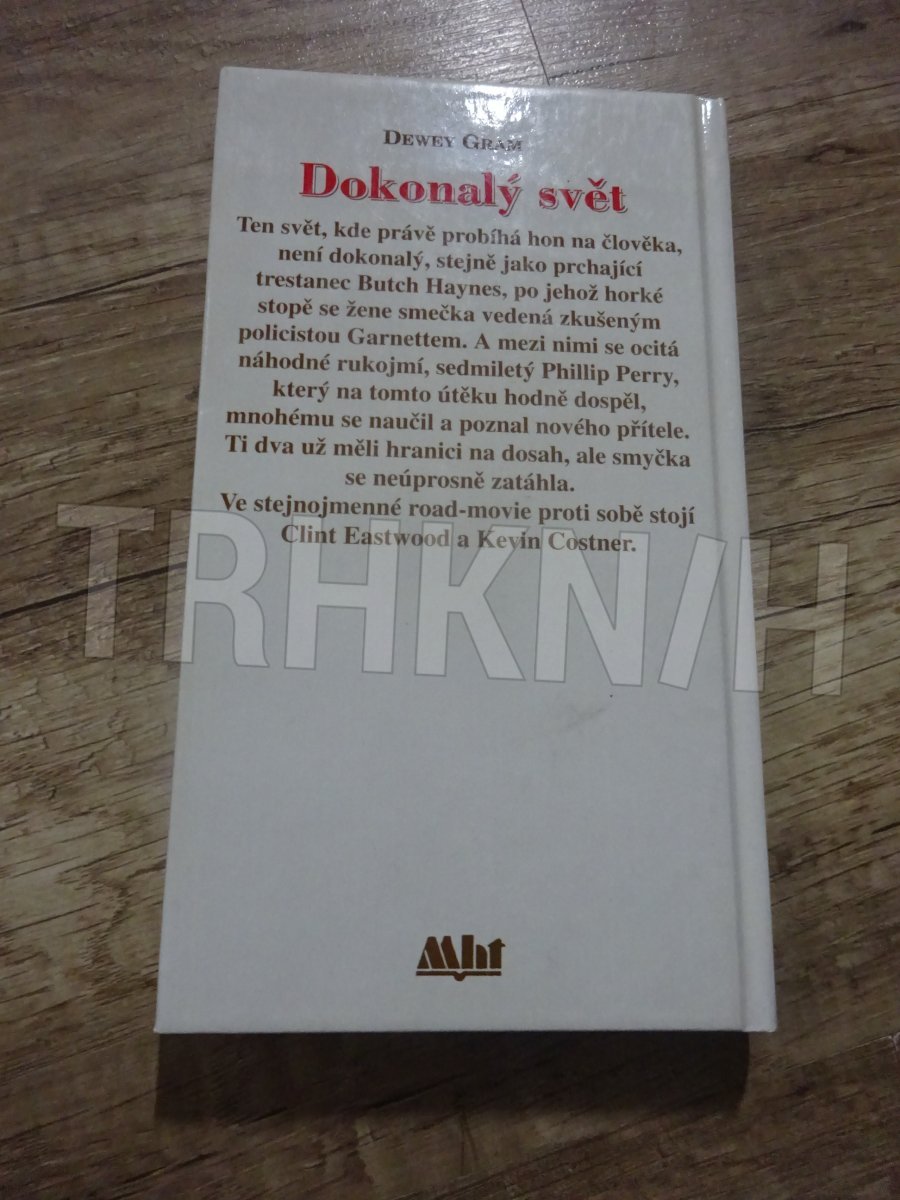 DEWEY GRAM
Dokonalý svět
Ten svět, kde právě probíhá hon na člověka,
není dokonalý, stejně jako prchající
trestanec Butch Haynes, po jehož horké
stopě se žene smečka vedená zkušeným
policistou Garnettem. A mezi nimi se ocitá
náhodné rukojmí, sedmiletý Phillip Perry,
který na tomto útěku hodně dospěl,
mnohému se naučil a poznal nového přítele.
Ti dva už měli hranici na dosah, ale smyčka
se neúprosně zatáhla.
Ve stejnojmenné road-movie proti sobě stojí
Clint Eastwood a Kevin Costner.
TRHKNIH
Mht